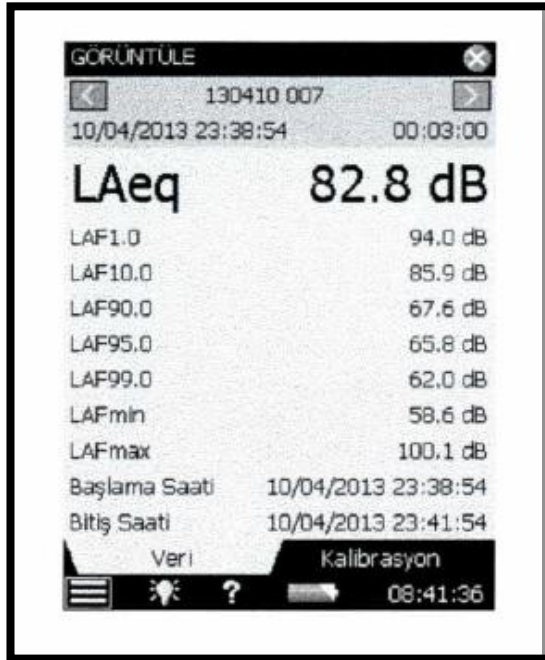 GÖRÜNTÜLE
130410 007
10/04/2013 23:38:54 00:03:00
LAeq 82.8 dB
LAF1.0 94.0 dB
LAF10.0 85.9 dB
LAF90.0 67.6 dB
LAF95.0 65.8 dB
LAF99.0 62.0 dB
LAFmin 58.6 dB
LAFmax 100.1 dB
Başlama Saati 10/04/2013 23:38:54
Bitiş Saati 10/04/2013 23:41:54
Veri Kalibrasyon
? 08:41:36